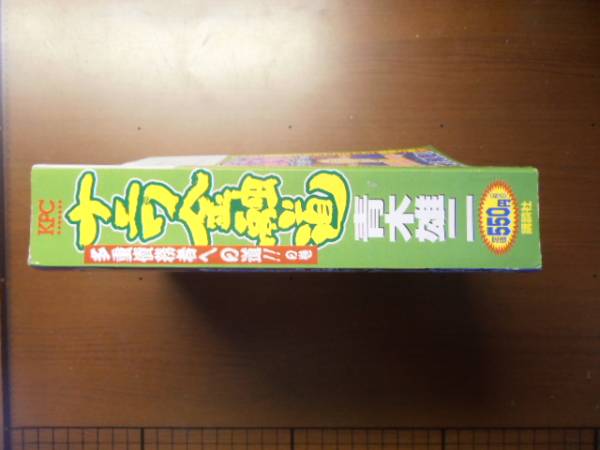 KPC
ナニワ金融道
多重債務者への道!!の巻
青木雄二
550円
講談社